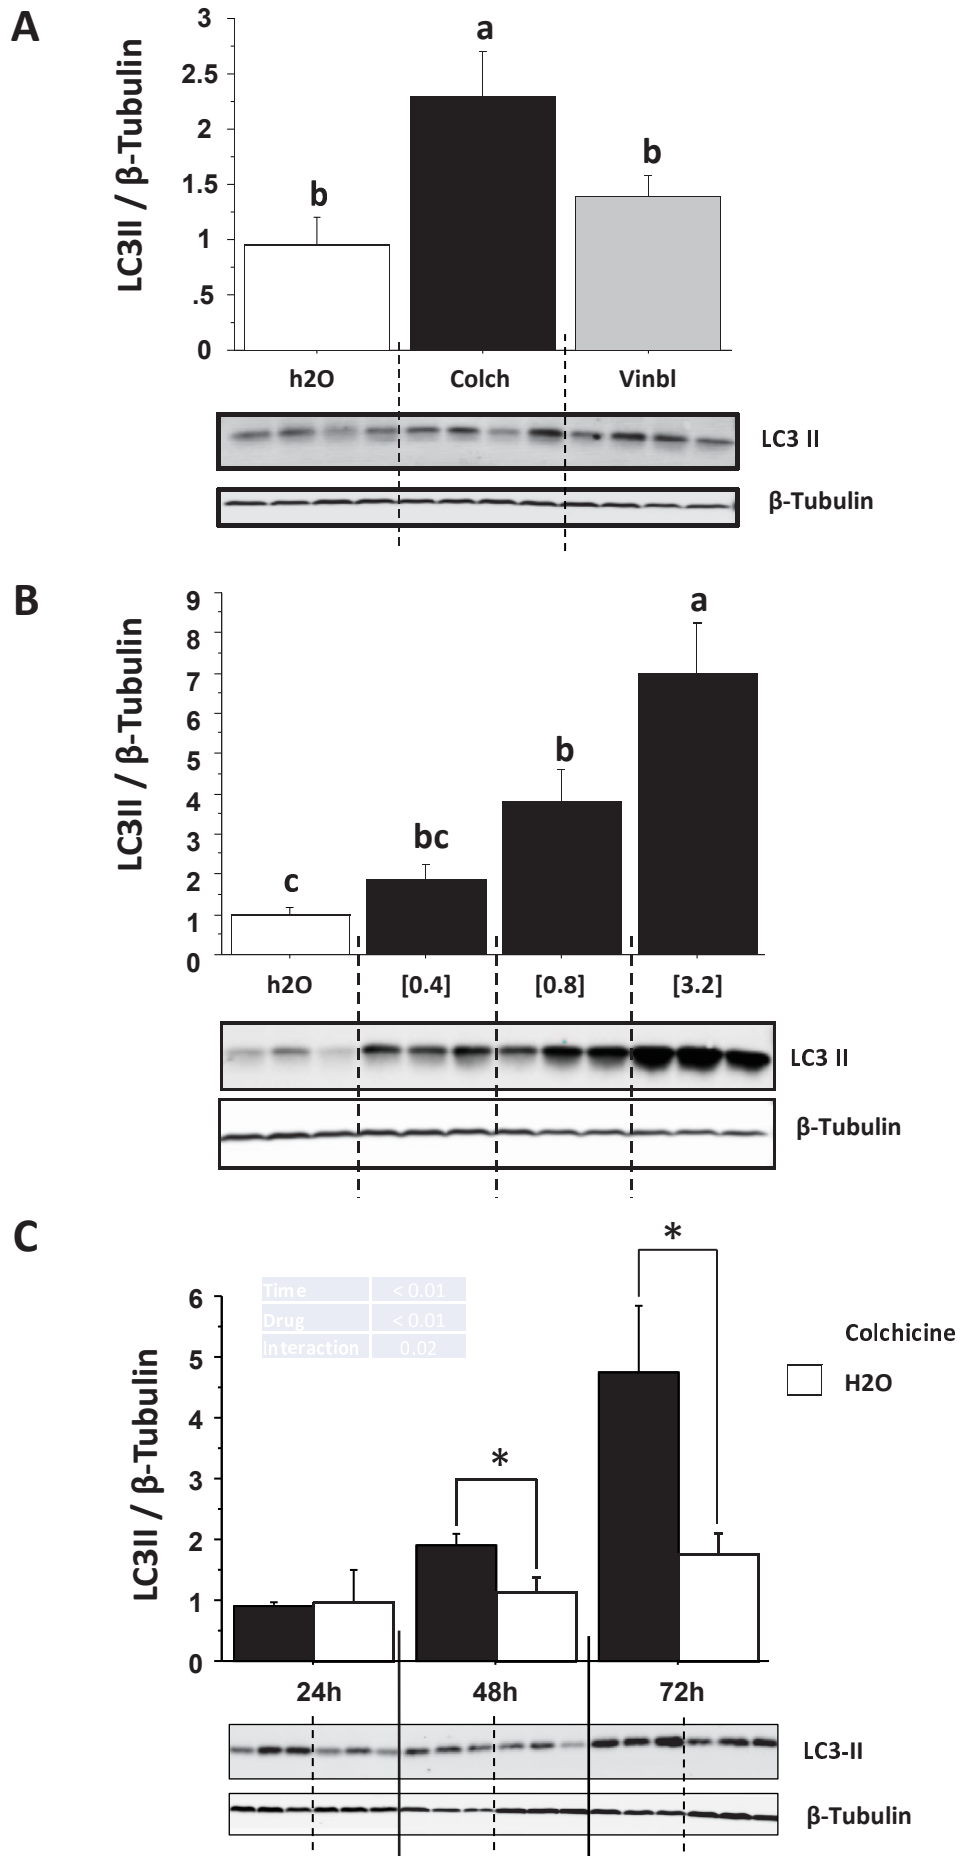 A
LC3II / β-Tubulin
3
2.5
2
1.5
1
.5
0
b
a
b
h2O Colch Vinbl
LC3 II
β-Tubulin
B
LC3II / β-Tubulin
9
8
7
6
5
4
3
2
1
0
c
bc
b
a
h2O [0.4] [0.8] [3.2]
LC3 II
β-Tubulin
C
LC3II / β-Tubulin
6
5
4
3
2
1
0
Time < 0.01
Drug < 0.01
Interaction 0.02
*
*
Colchicine
H2O
24h 48h 72h
LC3-II
β-Tubulin